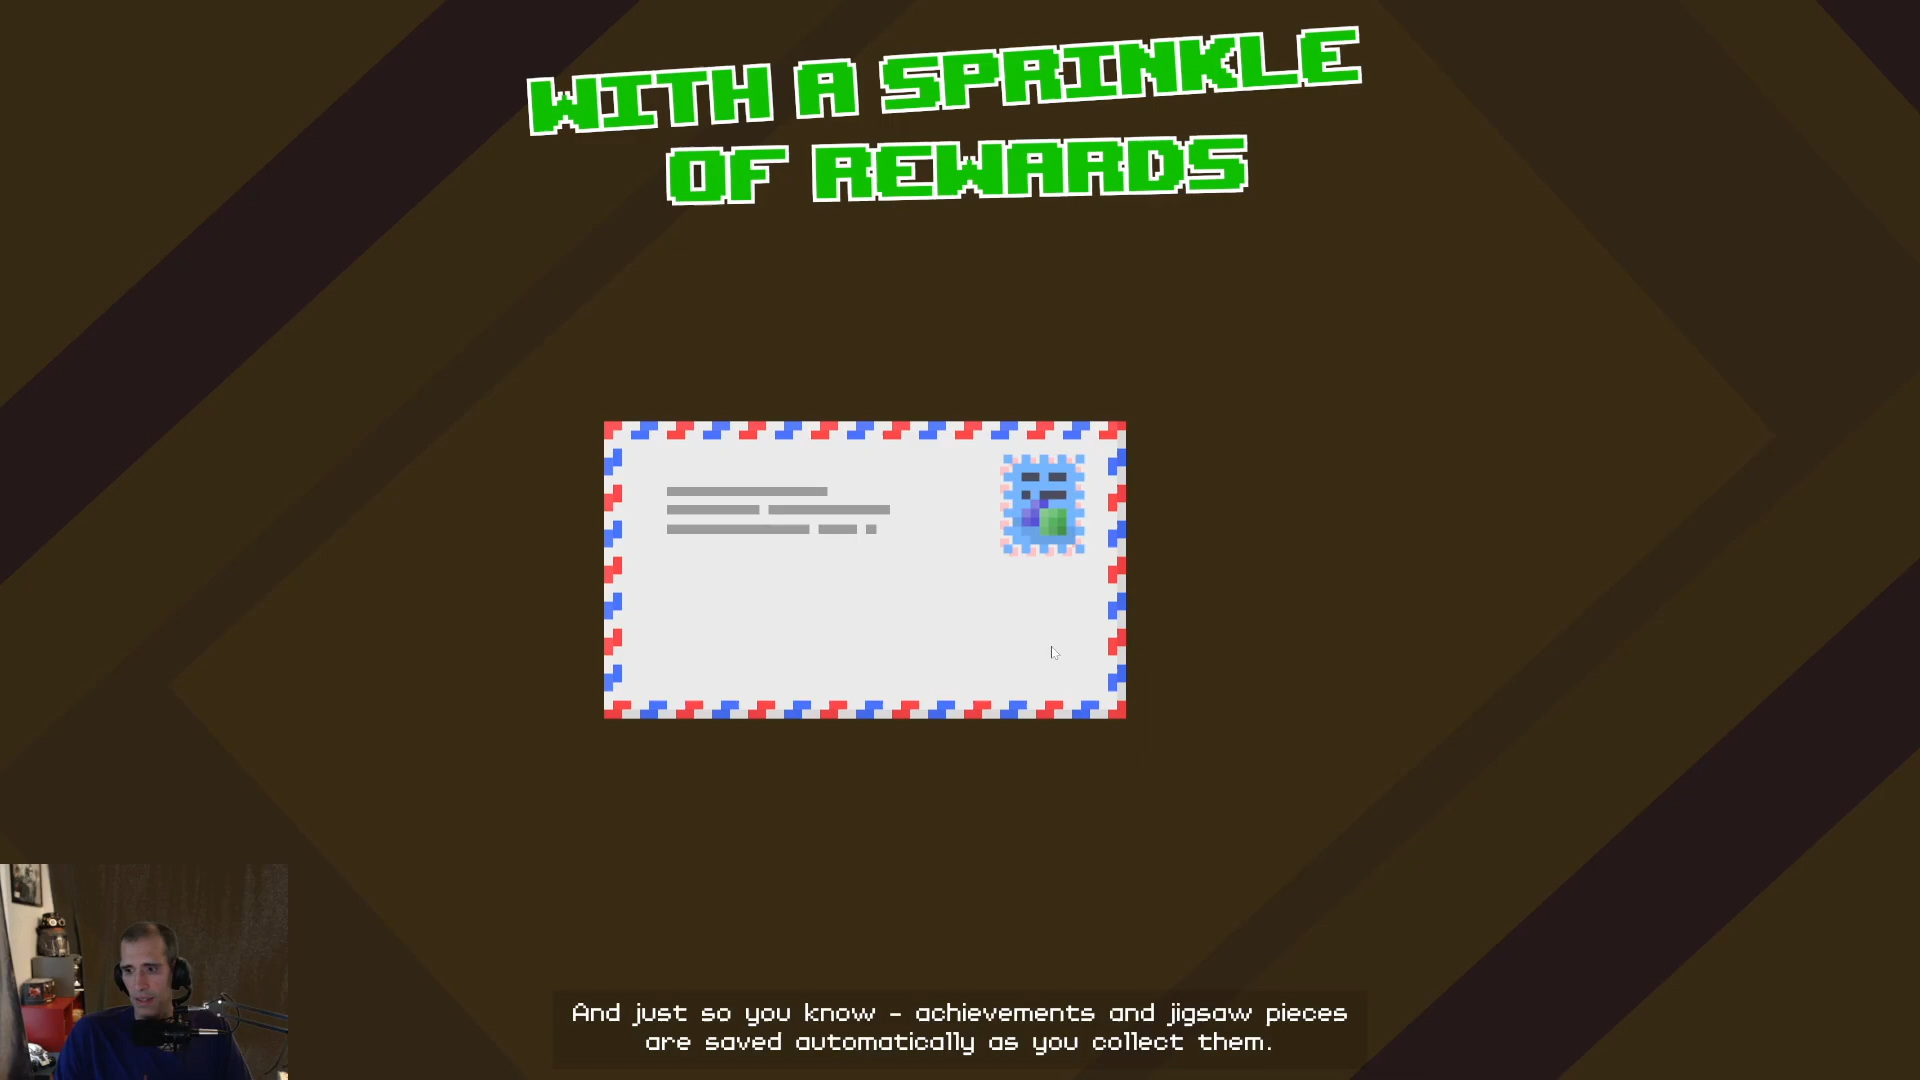 WITH A SPRINKLE
OF REWARDS
And just so you know - achievements and jigsaw pieces
are saved automatically as you collect them.